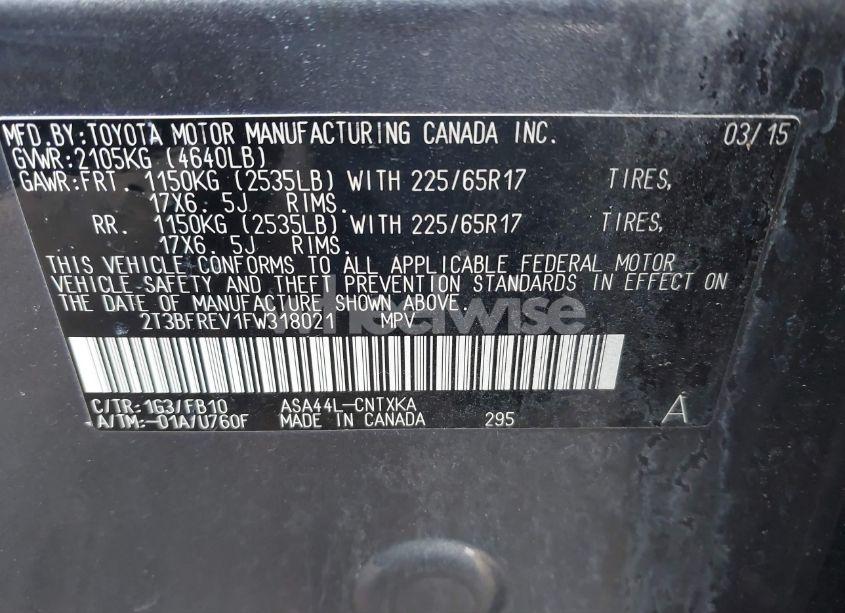 MFD.BY:TOYOTA MOTOR MANUFACTURING CANADA INC. 03/15
GVWR:2105KG (4640LB)
GAWR:FRT. 1150KG (2535LB) WITH 225/65R17 TIRES,
17X6.5J RIMS.
RR. 1150KG (2535LB) WITH 225/65R17 TIRES,
17X6.5J RIMS.
THIS VEHICLE CONFORMS TO ALL APPLICABLE FEDERAL MOTOR
VEHICLE SAFETY AND THEFT PREVENTION STANDARDS IN EFFECT ON
THE DATE OF MANUFACTURE SHOWN ABOVE.
2T3BFREV1FW318021 MPV
wheelwise
C/TR:1G3/FB10 ASA44L-CNTXKA
A/TM:-01A/U760F MADE IN CANADA 295 A